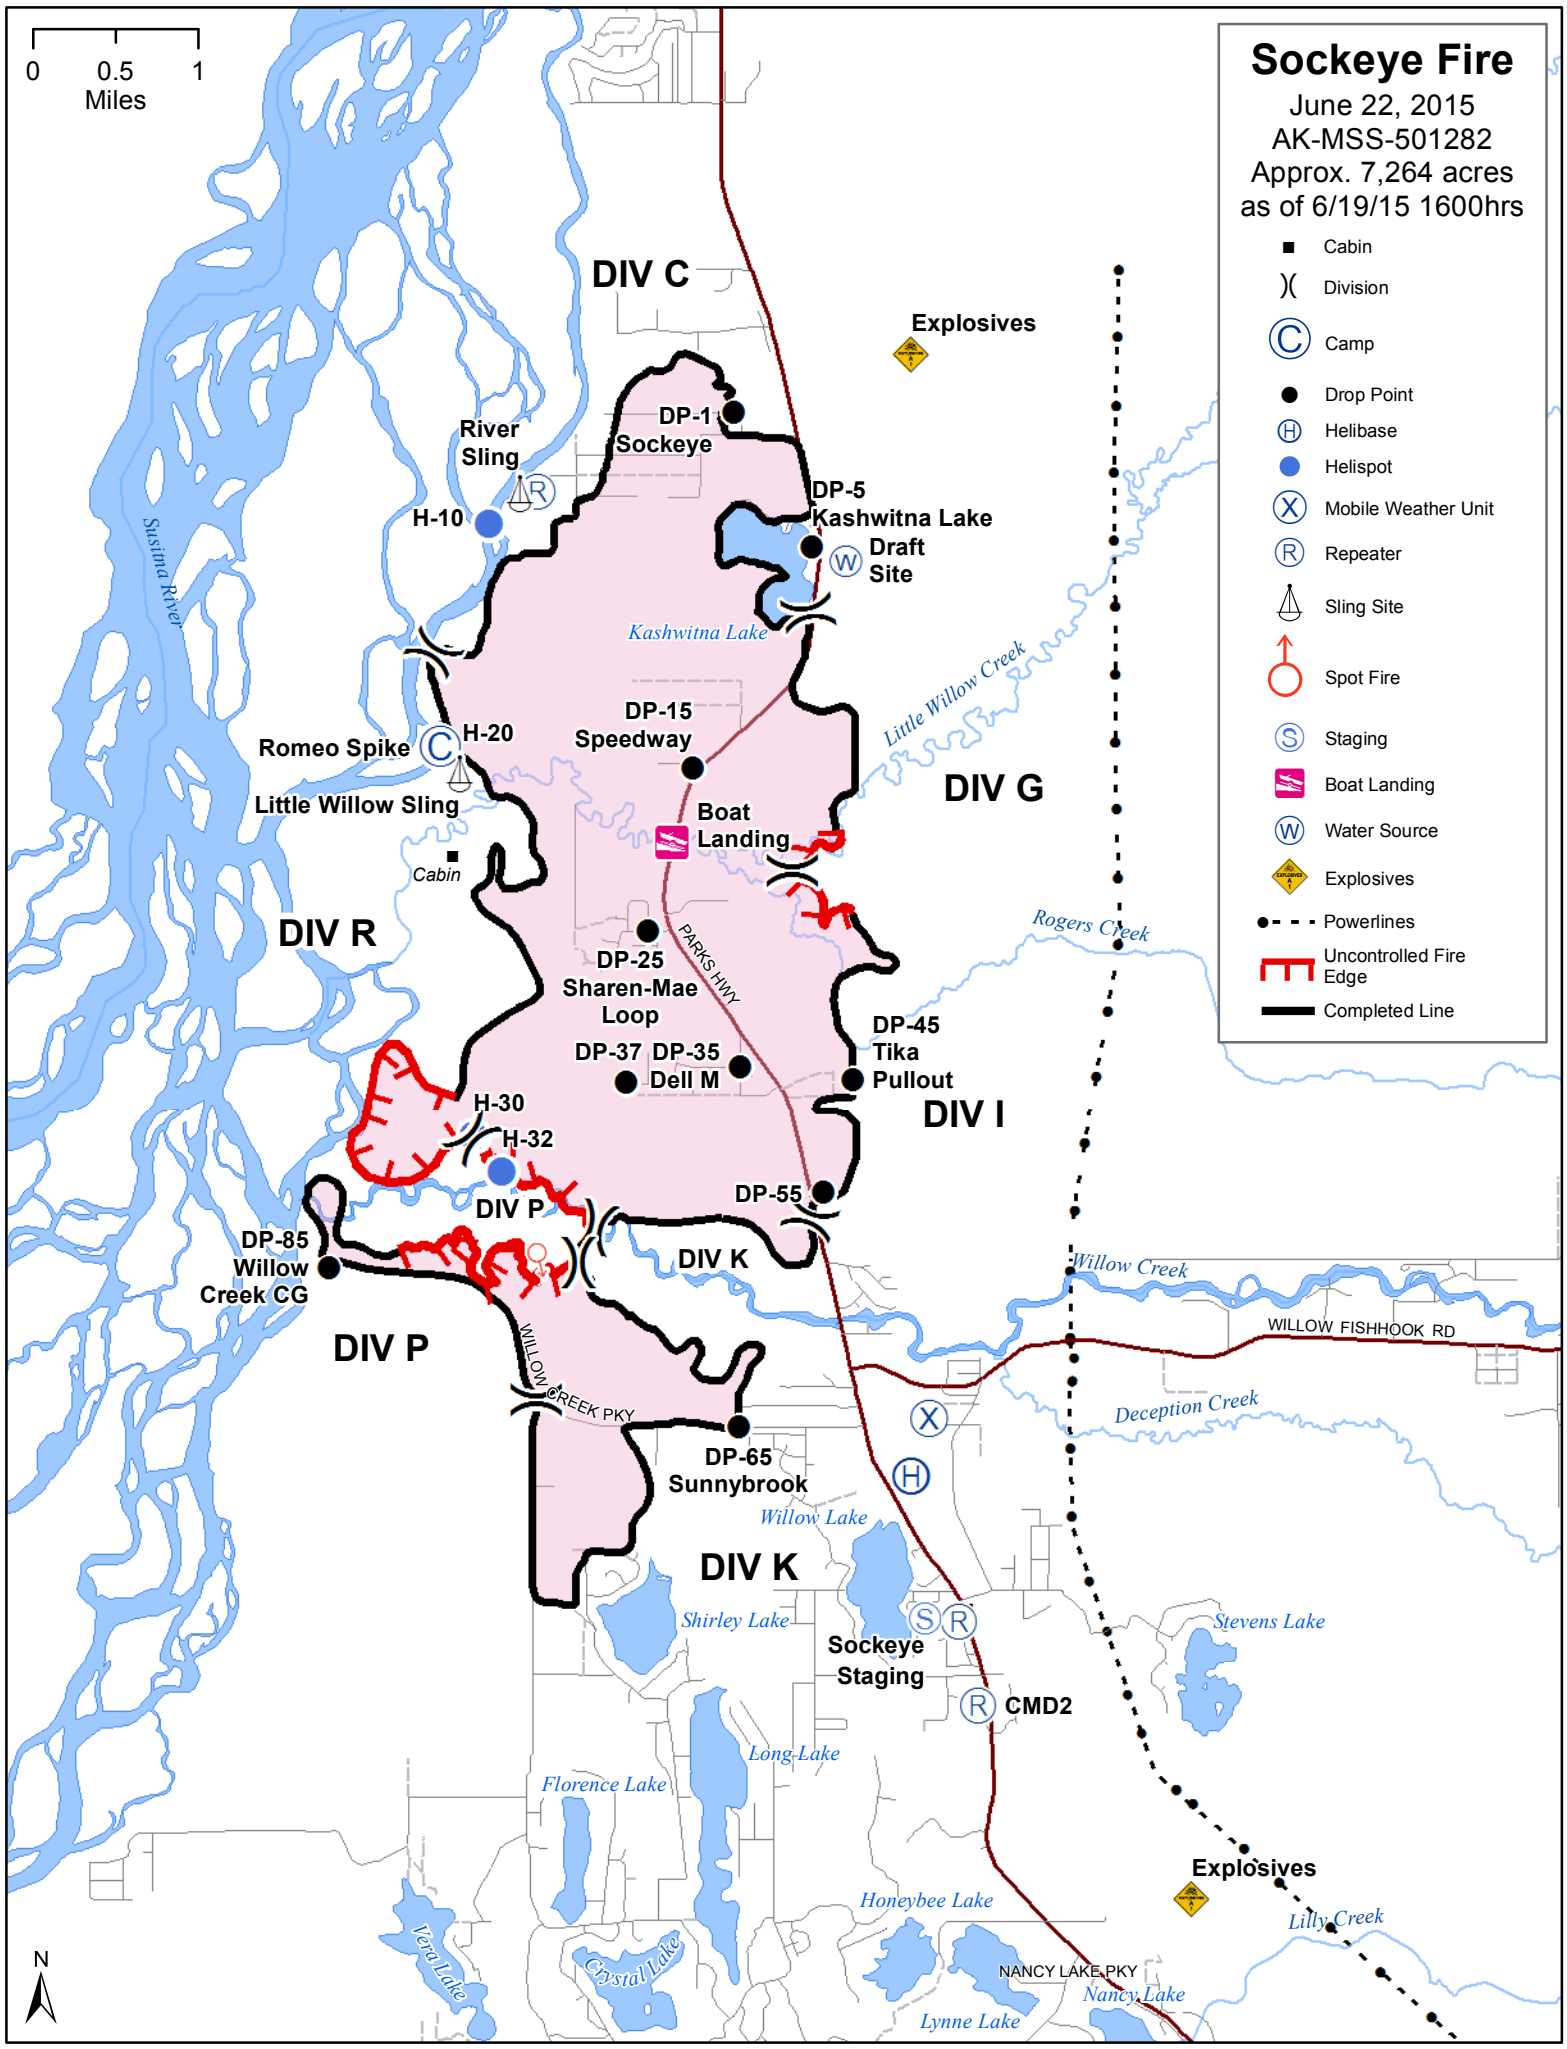 0 0.5 1
Miles
Sockeye Fire
June 22, 2015
AK-MSS-501282
Approx. 7,264 acres
as of 6/19/15 1600hrs
Cabin
Division
C
Camp
Drop Point
H
Helibase
Helispot
X
Mobile Weather Unit
R
Repeater
Sling Site
Spot Fire
S
Staging
Boat Landing
W
Water Source
Explosives
Powerlines
Uncontrolled Fire
Edge
Completed Line
DIV C
Explosives
DP-1
Sockeye
River
Sling
R
H-10
DP-5
Kashwitna Lake
Draft
Site
W
Susitna River
Kashwitna Lake
Little Willow Creek
DP-15
Speedway
H-20
Romeo Spike
C
Little Willow Sling
DIV G
Boat
Landing
Cabin
DIV R
PARKS HWY
Rogers Creek
DP-25
Sharen-Mae
Loop
DP-45
Tika
Pullout
DP-37
DP-35
Dell M
H-30
DIV I
H-32
DIV P
DP-55
DP-85
Willow
Creek CG
DIV K
Willow Creek
WILLOW FISHHOOK RD
DIV P
WILLOW CREEK PKY
Deception Creek
X
DP-65
Sunnybrook
H
Willow Lake
DIV K
Shirley Lake
S
R
Sockeye
Staging
Stevens Lake
R
CMD2
Long Lake
Florence Lake
Explosives
Honeybee Lake
Lilly Creek
Vera Lake
Crystal Lake
NANCY LAKE PKY
Nancy Lake
Lynne Lake
N